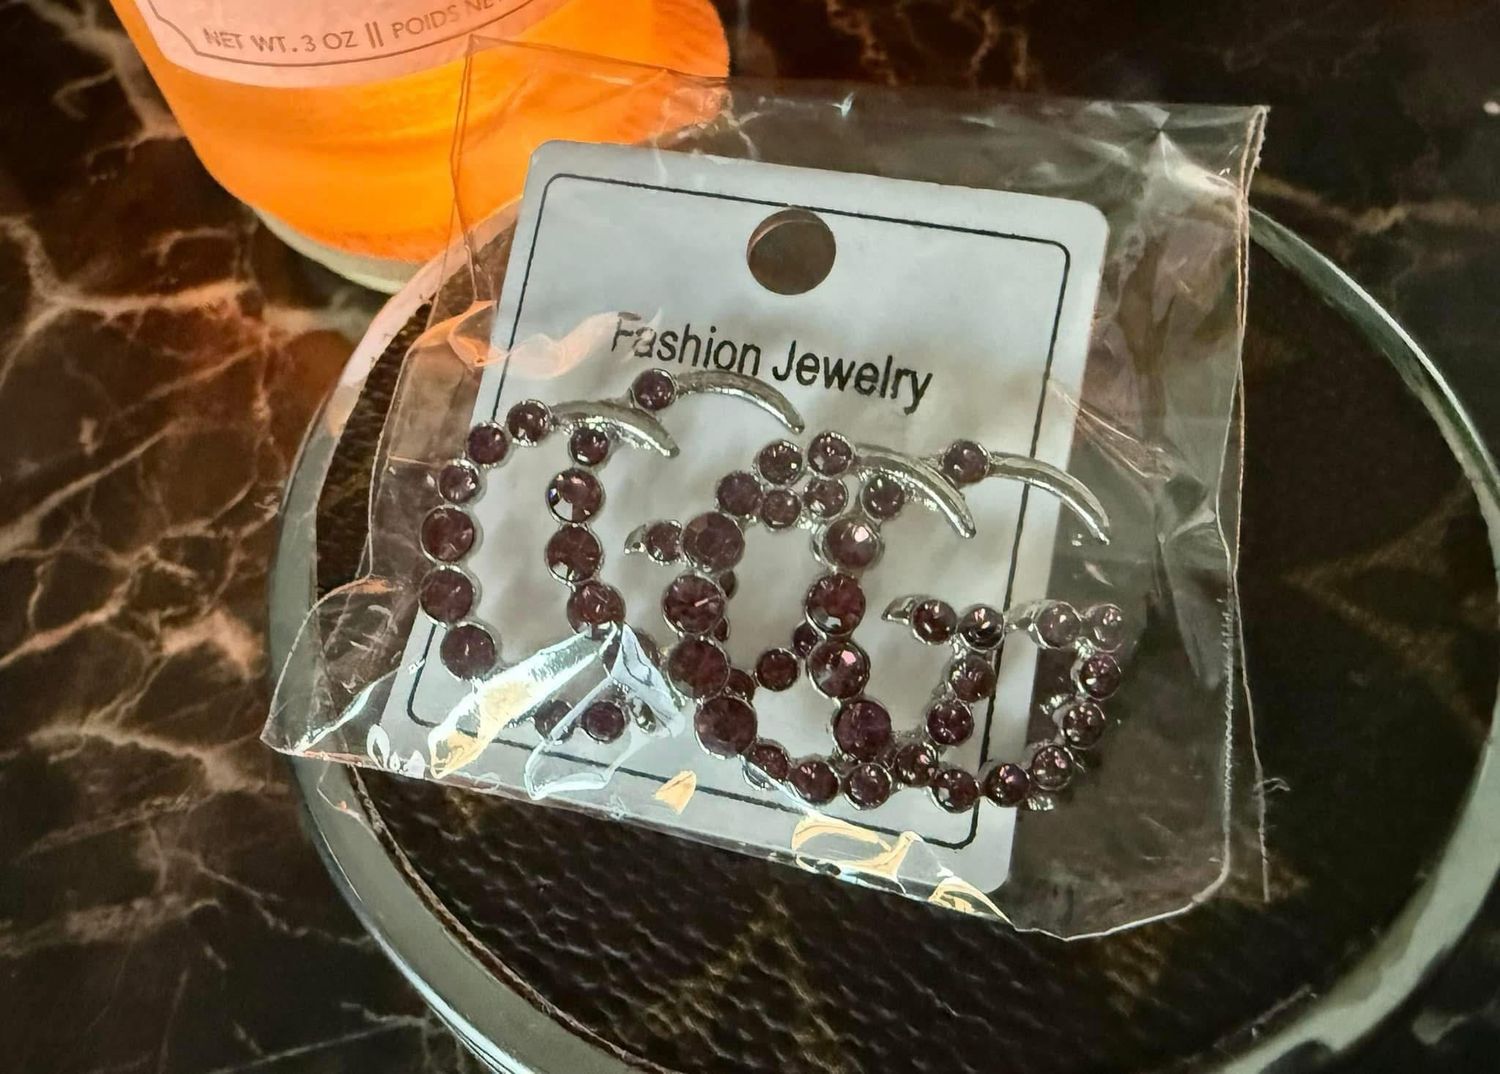 NET WT. 3 OZ || POIDS NE
Fashion Jewelry